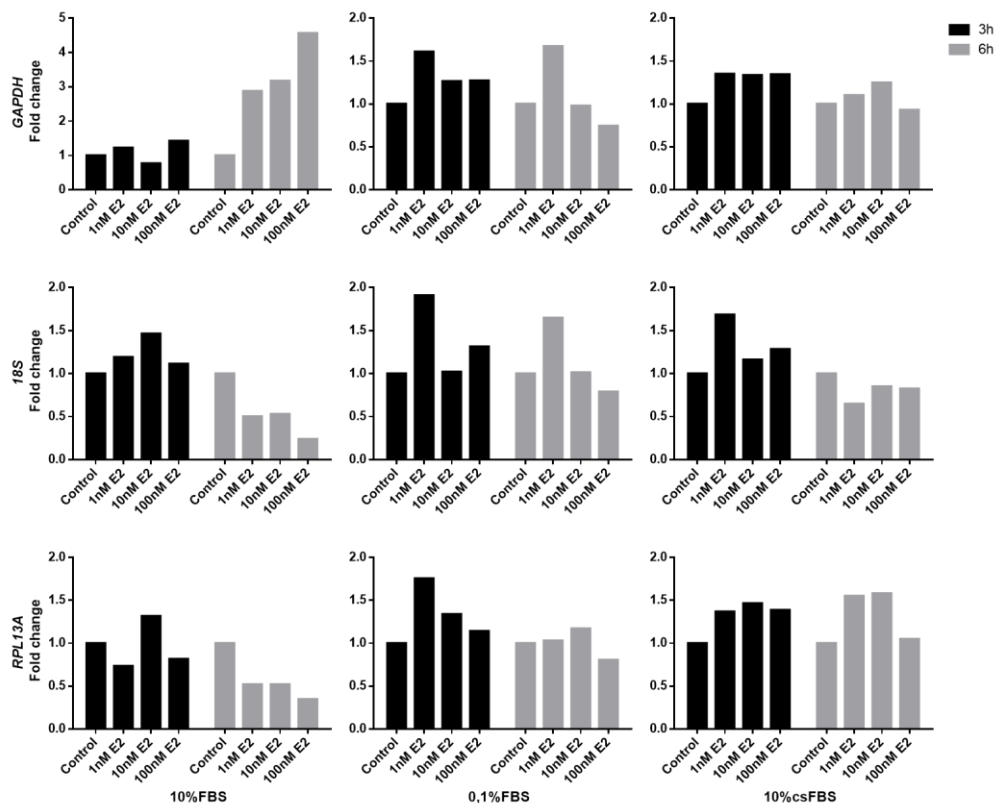 3h
6h
GAPDH
Fold change
5
4
3
2
1
0
Control
1nM E2
10nM E2
100nM E2
Control
1nM E2
10nM E2
100nM E2
2.0
1.5
1.0
0.5
0.0
Control
1nM E2
10nM E2
100nM E2
Control
1nM E2
10nM E2
100nM E2
2.0
1.5
1.0
0.5
0.0
Control
1nM E2
10nM E2
100nM E2
Control
1nM E2
10nM E2
100nM E2
18S
Fold change
2.0
1.5
1.0
0.5
0.0
Control
1nM E2
10nM E2
100nM E2
Control
1nM E2
10nM E2
100nM E2
2.0
1.5
1.0
0.5
0.0
Control
1nM E2
10nM E2
100nM E2
Control
1nM E2
10nM E2
100nM E2
2.0
1.5
1.0
0.5
0.0
Control
1nM E2
10nM E2
100nM E2
Control
1nM E2
10nM E2
100nM E2
RPL13A
Fold change
2.0
1.5
1.0
0.5
0.0
Control
1nM E2
10nM E2
100nM E2
Control
1nM E2
10nM E2
100nM E2
10%FBS
2.0
1.5
1.0
0.5
0.0
Control
1nM E2
10nM E2
100nM E2
Control
1nM E2
10nM E2
100nM E2
0,1%FBS
2.0
1.5
1.0
0.5
0.0
Control
1nM E2
10nM E2
100nM E2
Control
1nM E2
10nM E2
100nM E2
10%csFBS